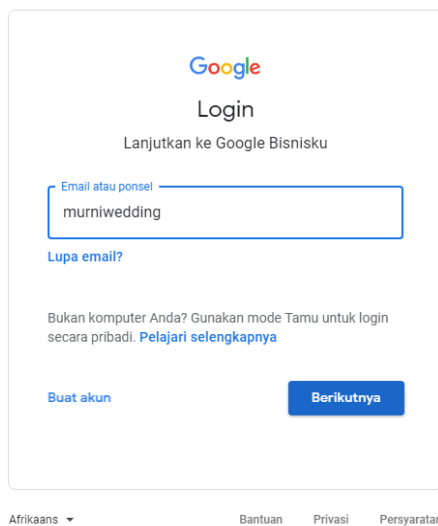 Google
Login
Lanjutkan ke Google Bisnisku
Email atau ponsel
murniwedding
Lupa email?
Bukan komputer Anda? Gunakan mode Tamu untuk login
secara pribadi. Pelajari selengkapnya
Buat akun
Berikutnya
Afrikaans
Bantuan
Privasi
Persyaratan